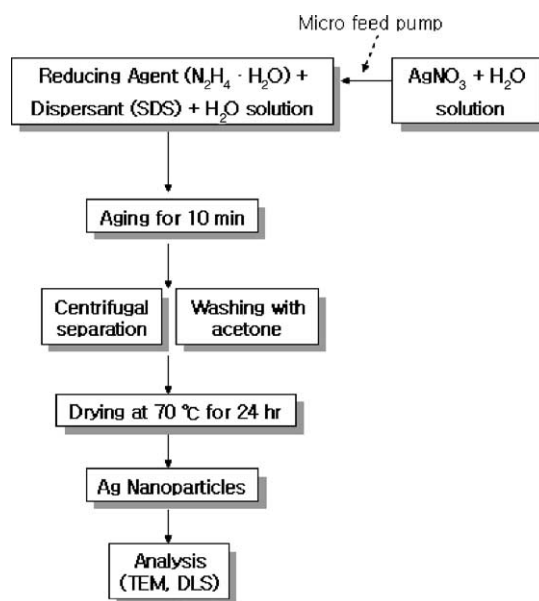 Micro feed pump
Reducing Agent (N₂H₄ · H₂O) +
Dispersant (SDS) + H₂O solution
AgNO₃ + H₂O
solution
Aging for 10 min
Centrifugal
separation
Washing with
acetone
Drying at 70 ℃ for 24 hr
Ag Nanoparticles
Analysis
(TEM, DLS)